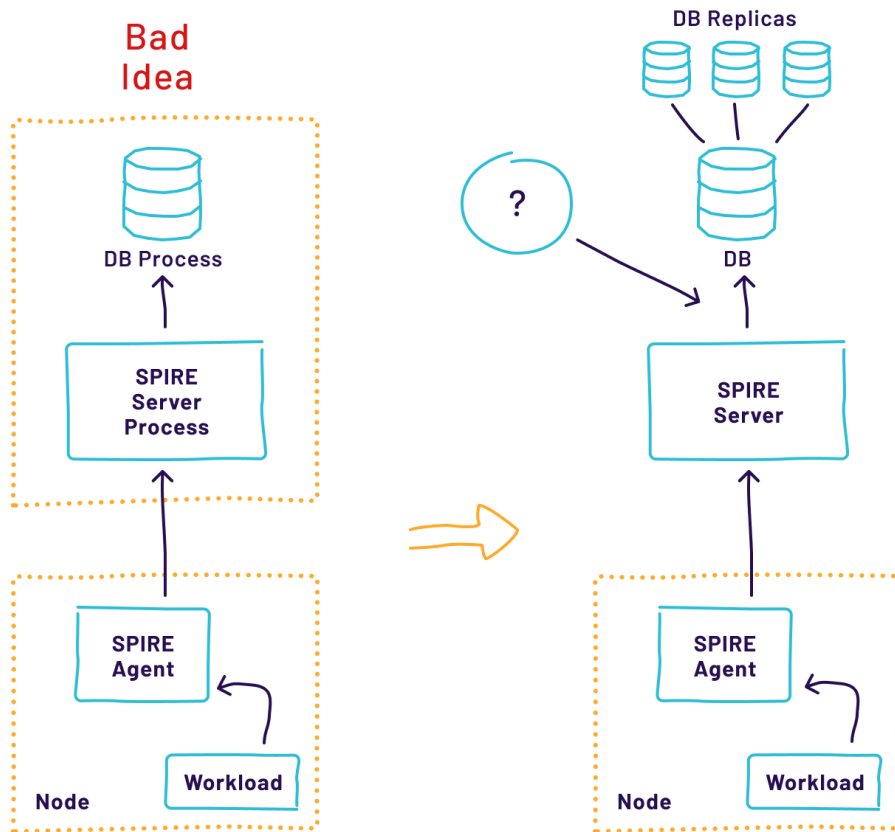 Bad
Idea
DB Process
SPIRE
Server
Process
SPIRE
Agent
Workload
Node
DB Replicas
?
DB
SPIRE
Server
SPIRE
Agent
Workload
Node